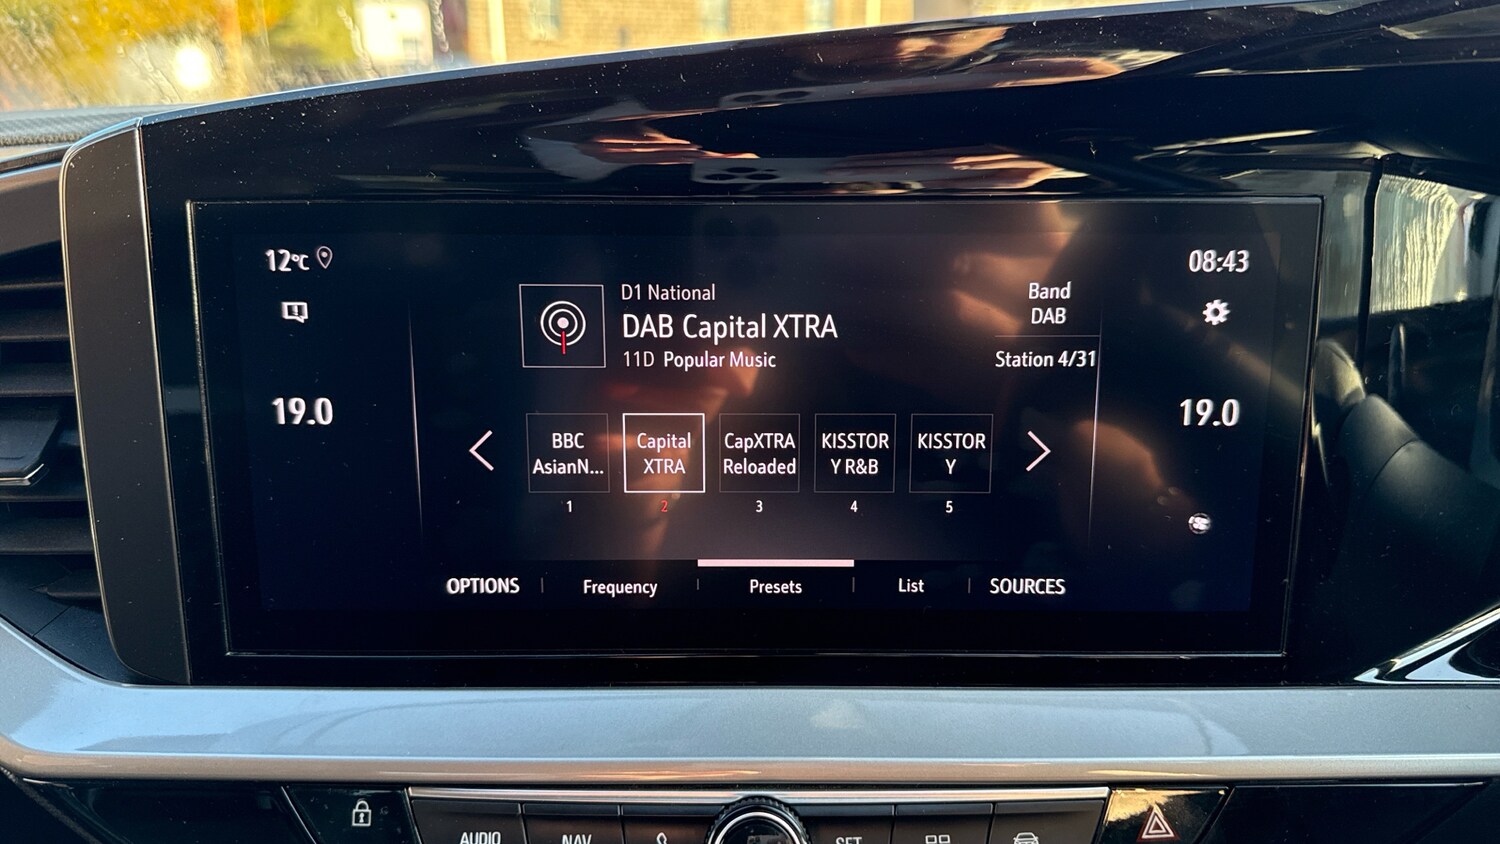 12°C
08:43
D1 National
DAB Capital XTRA
11D Popular Music
Band
DAB
Station 4/31
19.0
19.0
BBC
AsianN...
1
Capital
XTRA
2
CapXTRA
Reloaded
3
KISSTOR
Y R&B
4
KISSTOR
Y
5
OPTIONS
Frequency
Presets
List
SOURCES
AUDIO
NAV
SET